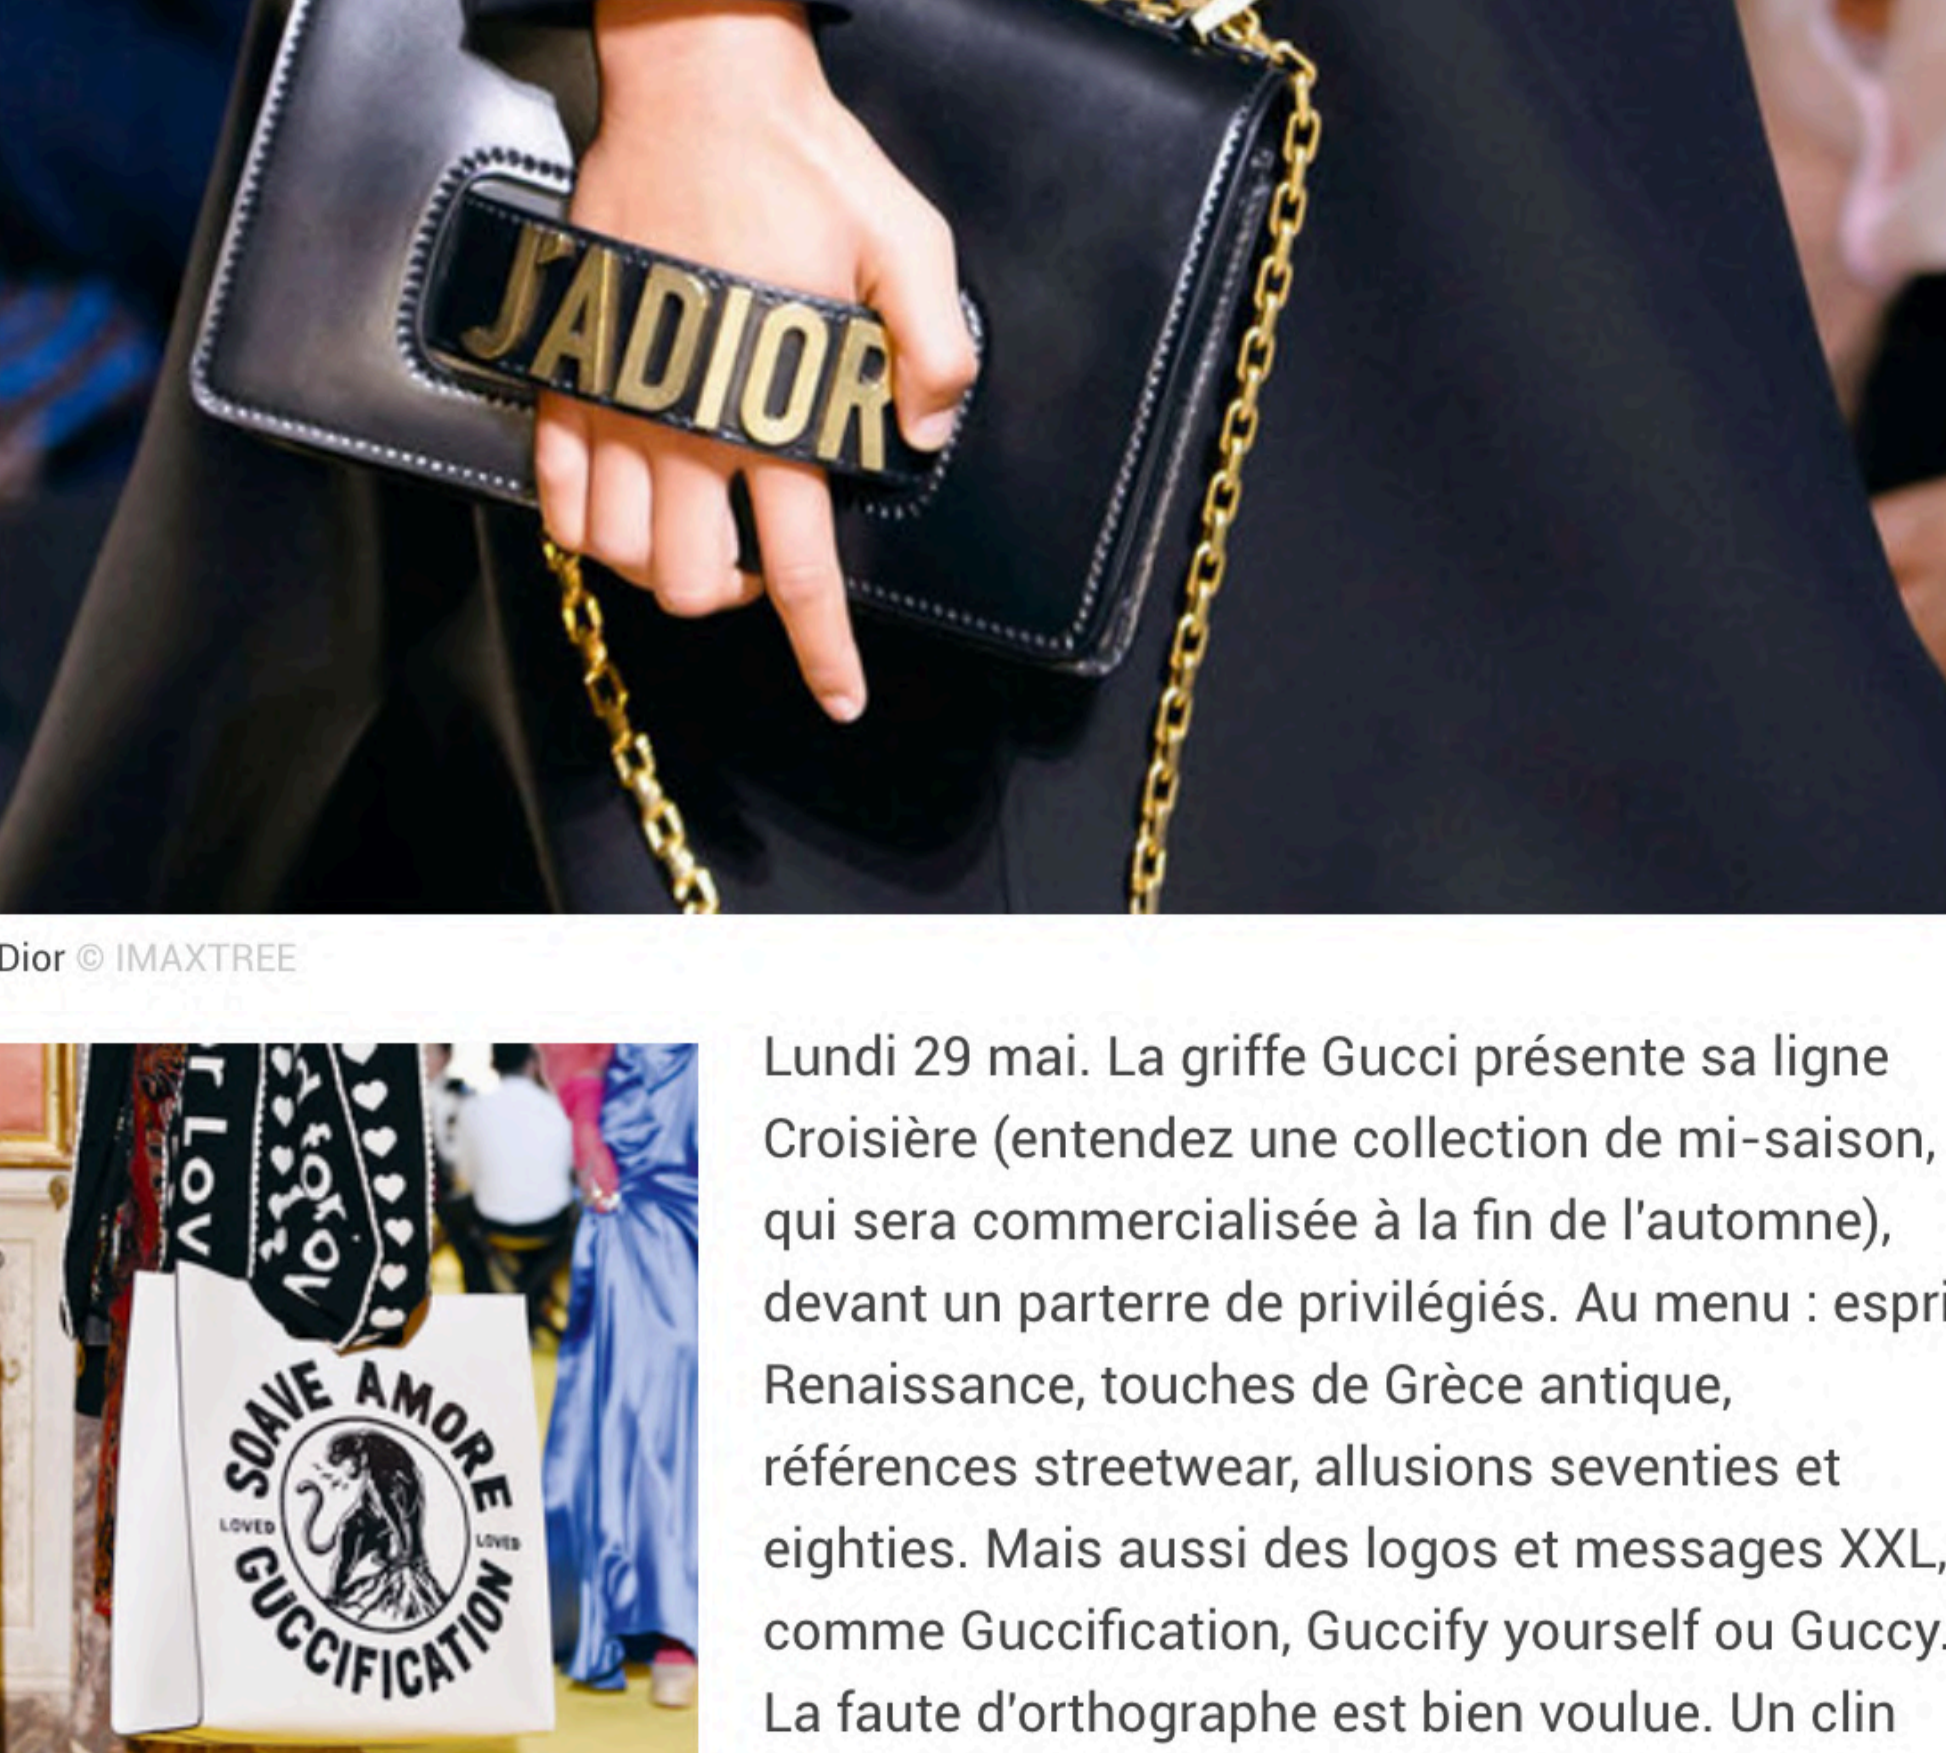 J'ADIOR
Dior © IMAXTREE
r LOV
SOAVE AMORE
LOVED
LOVED
GUCCIFICATION
Lundi 29 mai. La griffe Gucci présente sa ligne
Croisière (entendez une collection de mi-saison,
qui sera commercialisée à la fin de l'automne),
devant un parterre de privilégiés. Au menu : espri
Renaissance, touches de Grèce antique,
références streetwear, allusions seventies et
eighties. Mais aussi des logos et messages XXL,
comme Guccification, Guccify yourself ou Guccy.
La faute d'orthographe est bien voulue. Un clin